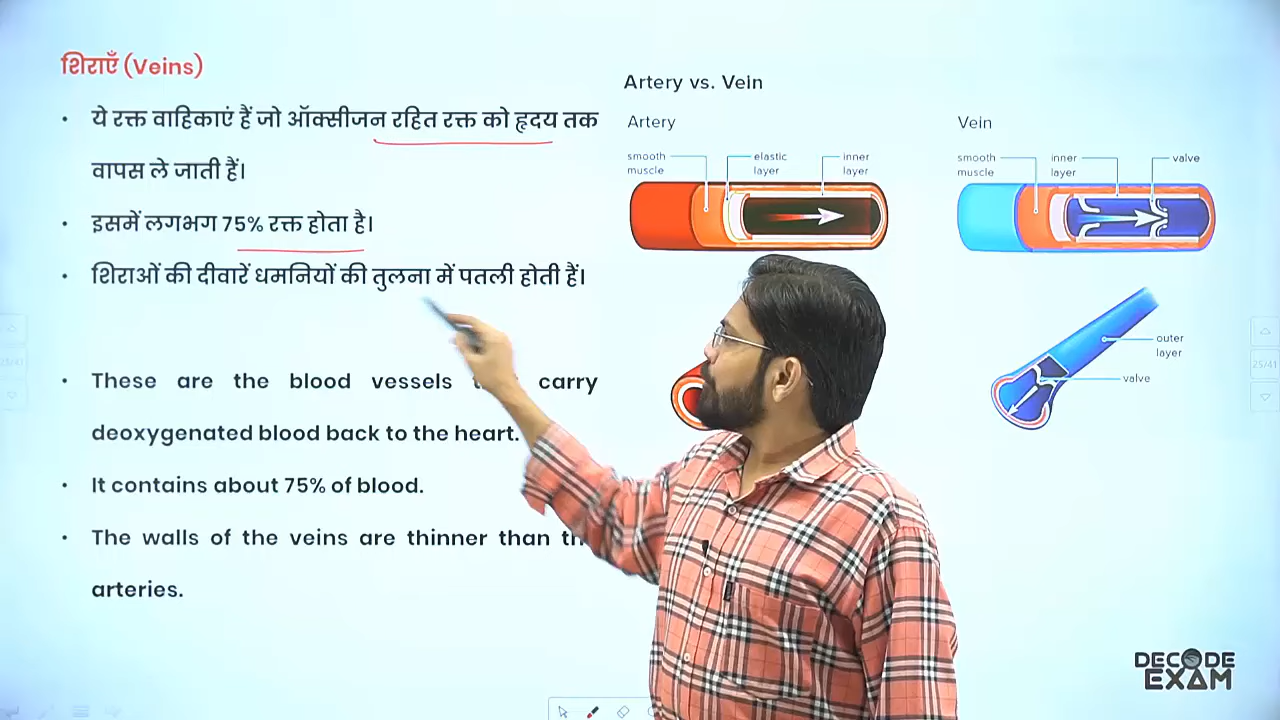 शिराएँ (Veins)
• ये रक्त वाहिकाएं हैं जो ऑक्सीजन रहित रक्त को हृदय तक
वापस ले जाती हैं।
• इसमें लगभग 75% रक्त होता है।
• शिराओं की दीवारें धमनियों की तुलना में पतली होती हैं।
• These are the blood vessels carry
deoxygenated blood back to the heart.
• It contains about 75% of blood.
• The walls of the veins are thinner than
arteries.
Artery vs. Vein
Artery
smooth muscle
elastic layer
inner layer
Vein
smooth muscle
inner layer
valve
outer layer
valve
25/41
DECODE
EXAM